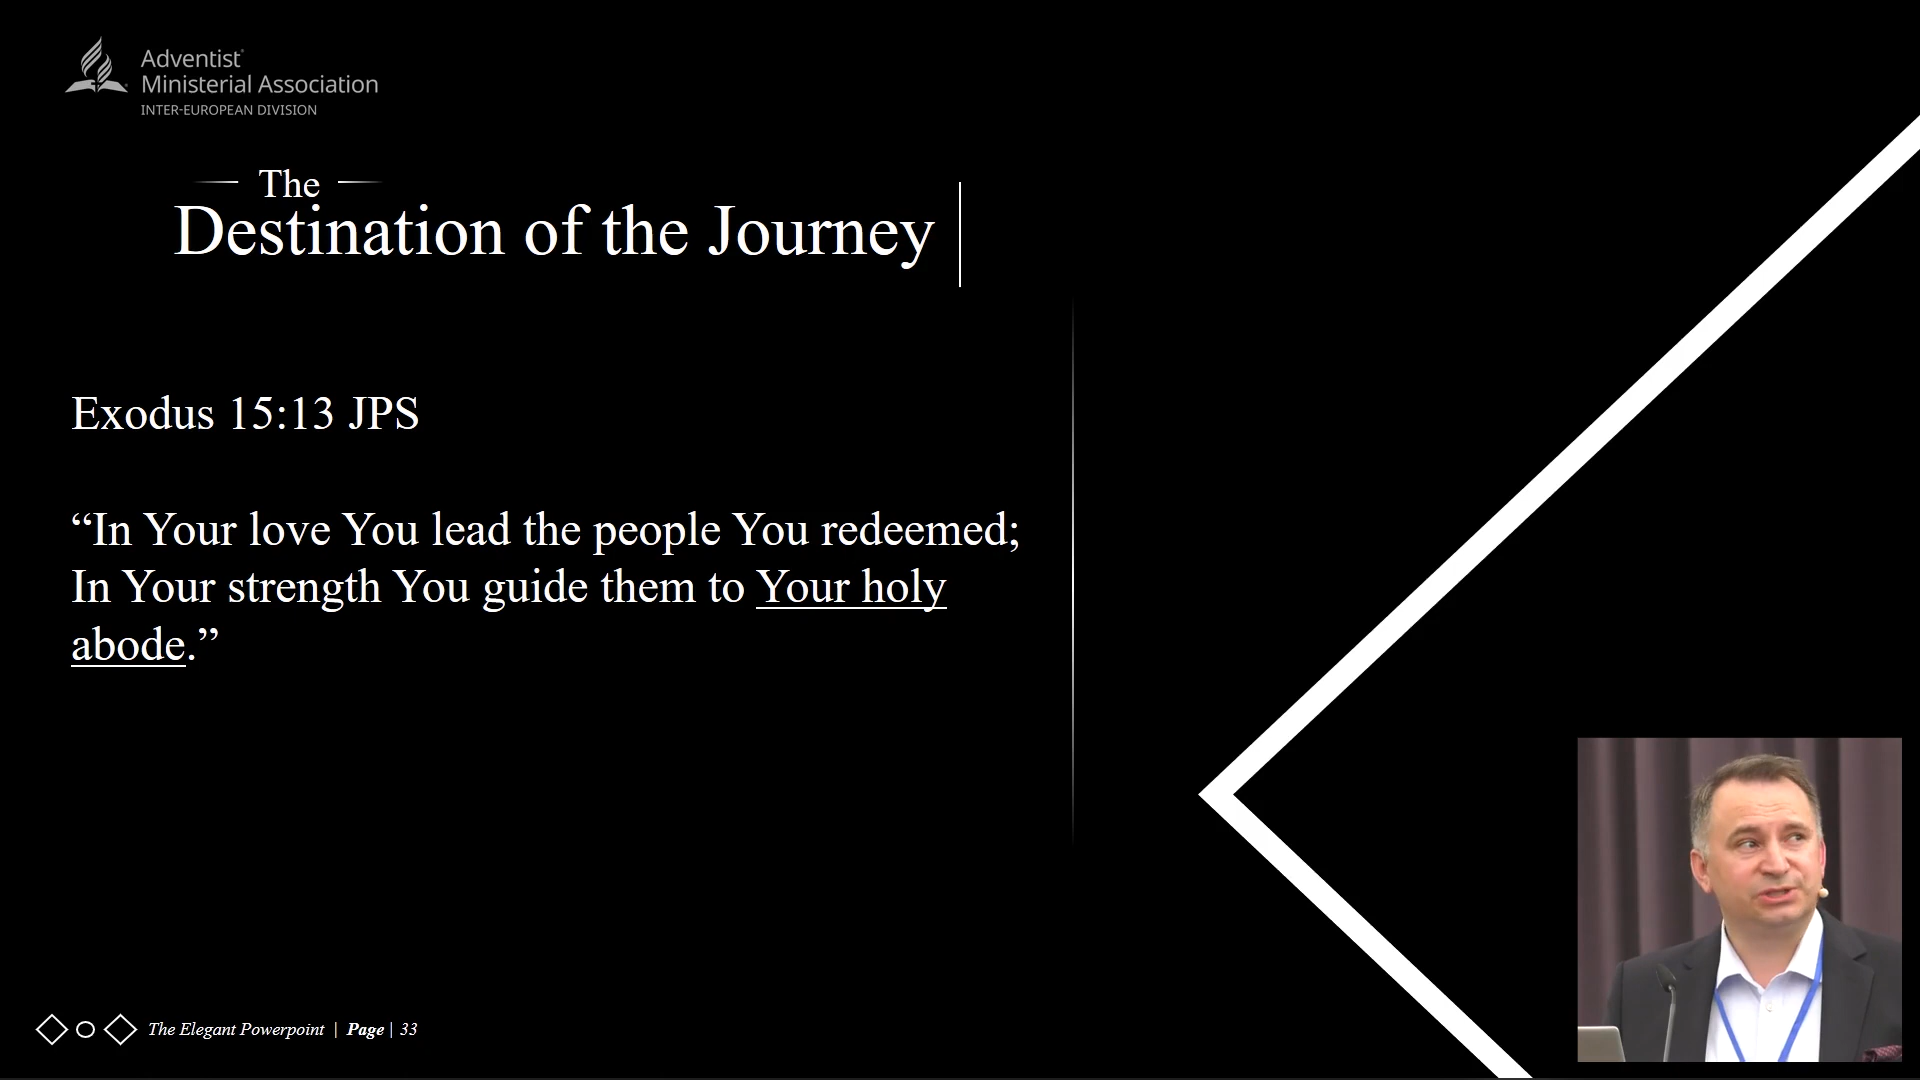 Adventist
Ministerial Association
INTER-EUROPEAN DIVISION
The
Destination of the Journey
Exodus 15:13 JPS
“In Your love You lead the people You redeemed;
In Your strength You guide them to Your holy
abode.”
The Elegant Powerpoint | Page | 33